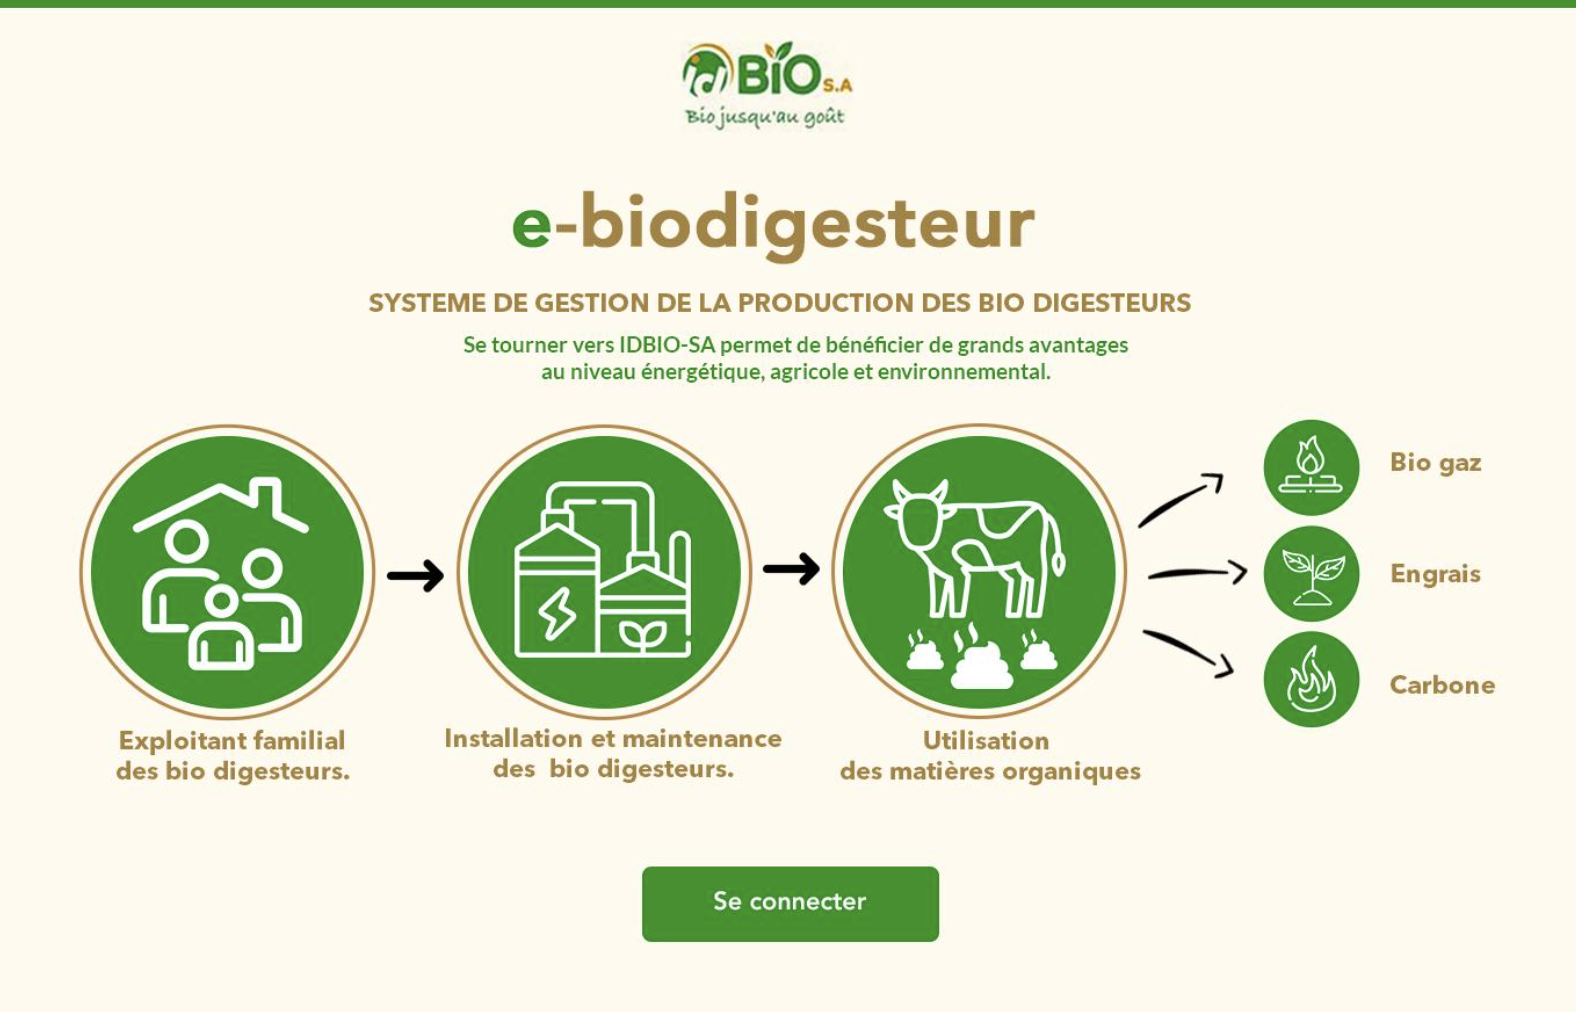 id BiO S.A
Bio jusqu'au goût
e-biodigesteur
SYSTEME DE GESTION DE LA PRODUCTION DES BIO DIGESTEURS
Se tourner vers IDBIO-SA permet de bénéficier de grands avantages
au niveau énergétique, agricole et environnemental.
Exploitant familial
des bio digesteurs.
Installation et maintenance
des bio digesteurs.
Utilisation
des matières organiques
Bio gaz
Engrais
Carbone
Se connecter